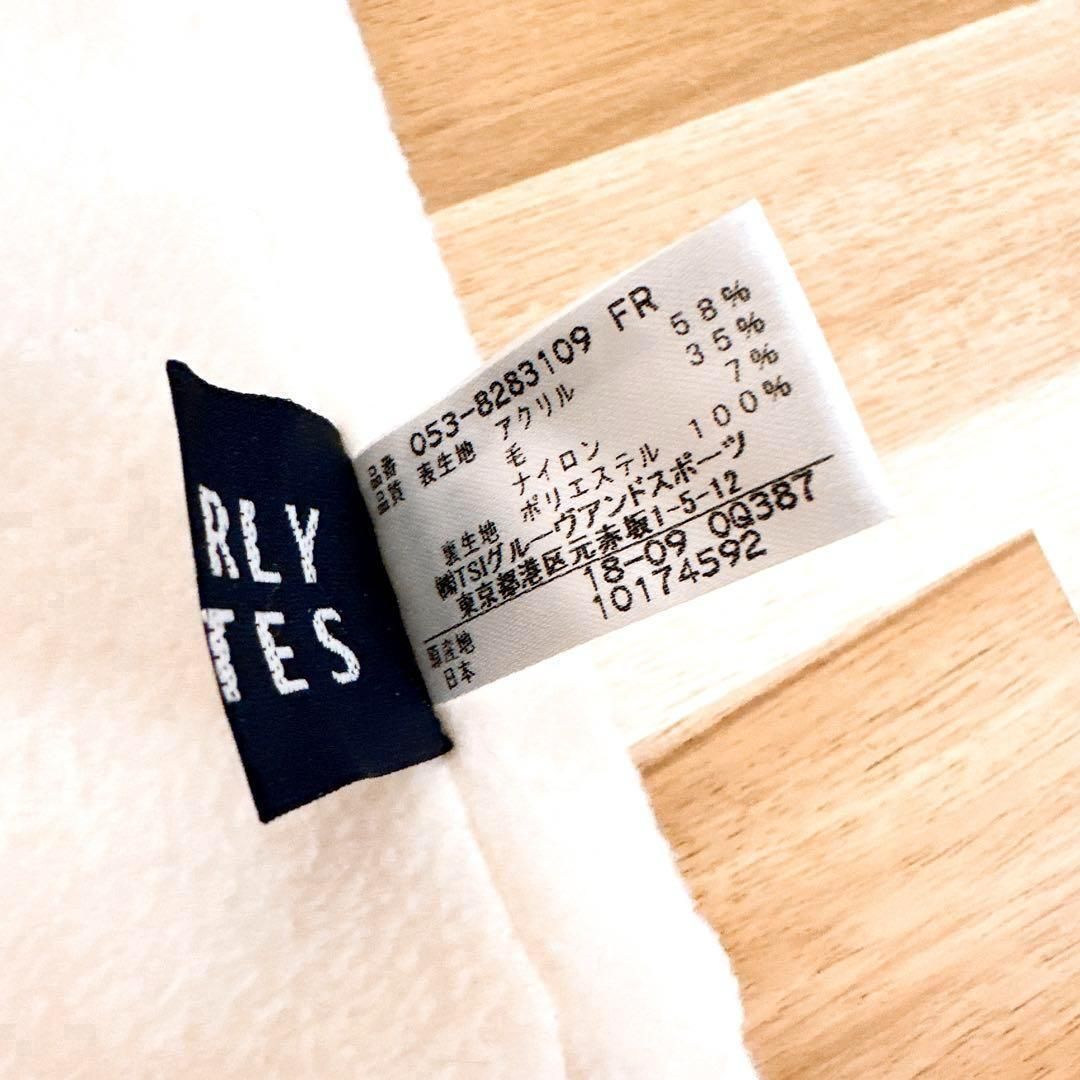 RLY
TES
品番 053-8283109 FR
品質 表生地 アクリル 58%
毛 35%
ナイロン 7%
裏生地 ポリエステル 100%
㈱TSIグルーヴアンドスポーツ
東京都港区元赤坂1-5-12
18-09 0Q387
10174592
原産地
日本